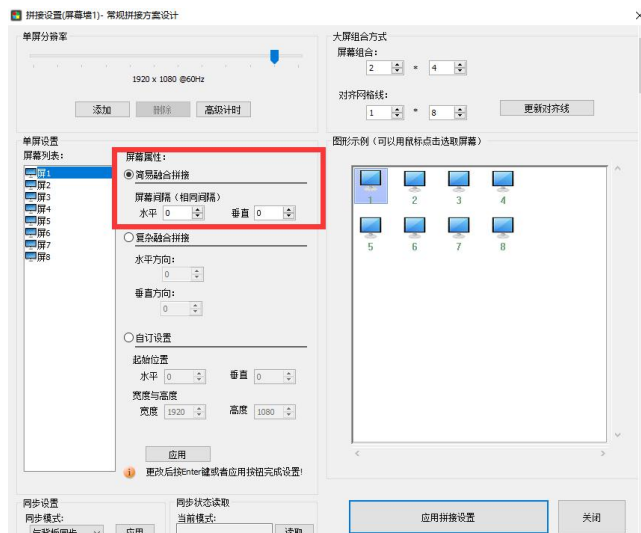 拼接设置(屏幕墙1)- 常规拼接方案设计
单屏分辨率
1920 x 1080 @60Hz
添加 删除 高级计时
大屏组合方式
屏幕组合:
2 * 4
对齐网格线:
1 * 8 更新对齐线
单屏设置
屏幕列表:
屏1
屏2
屏3
屏4
屏5
屏6
屏7
屏8
屏幕属性:
简易融合拼接
屏幕间隔（相同间隔）
水平 0 垂直 0
复杂融合拼接
水平方向:
0
垂直方向:
0
自订设置
起始位置
水平 0 垂直 0
宽度与高度
宽度 1920 高度 1080
应用
更改后按Enter键或者应用按钮完成设置!
图形示例（可以用鼠标点击选取屏幕）
1 2 3 4
5 6 7 8
同步设置
同步模式:
与背板同步 应用
同步状态读取
当前模式:
读取
应用拼接设置 关闭